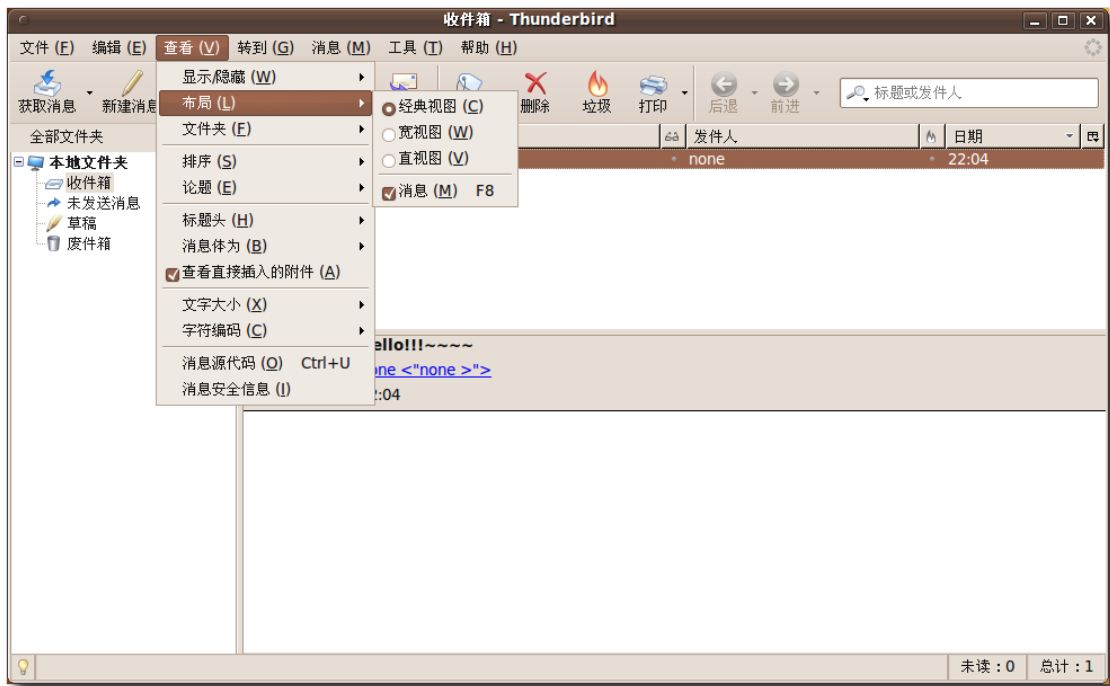 收件箱 - Thunderbird
文件 (F) 编辑 (E) 查看 (V) 转到 (G) 消息 (M) 工具 (T) 帮助 (H)
获取消息 新建消息 删除 垃圾 打印 后退 前进 标题或发件人
全部文件夹
本地文件夹
收件箱
未发送消息
草稿
废件箱
显示/隐藏 (W)
布局 (L)
文件夹 (F)
排序 (S)
论题 (E)
标题头 (H)
消息体为 (B)
查看直接插入的附件 (A)
文字大小 (X)
字符编码 (C)
消息源代码 (O) Ctrl+U
消息安全信息 (I)
经典视图 (C)
宽视图 (W)
直视图 (V)
消息 (M) F8
发件人 日期
none 22:04
ello!!!~~~~
ne <"none >">
:04
未读：0 总计：1